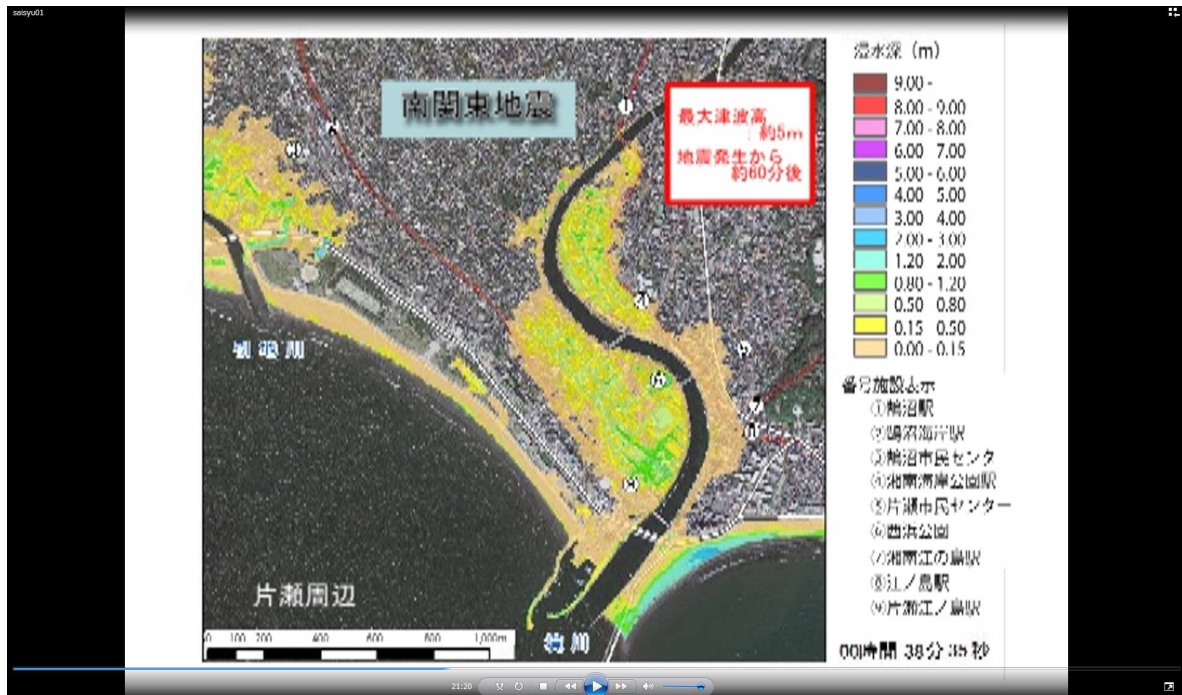 saisyu01
南関東地震
最大津波高
：約5m
地震発生から
約60分後
浸水深 (m)
9.00 -
8.00 - 9.00
7.00 - 8.00
6.00 7.00
5.00 - 6.00
4.00 5.00
3.00 4.00
2.00 - 3.00
1.20 2.00
0.80 - 1.20
0.50 0.80
0.15 0.50
0.00 - 0.15
引地川
番号施設表示
①鵠沼駅
②鵠沼海岸駅
③鵠沼市民センタ
④湘南海岸公園駅
⑤片瀬市民センター
⑥西浜公園
⑦湘南江の島駅
⑧江ノ島駅
⑨片瀬江ノ島駅
片瀬周辺
0 100 200 400 600 800 1,000m
境川
00時間 38分 35秒
21:20